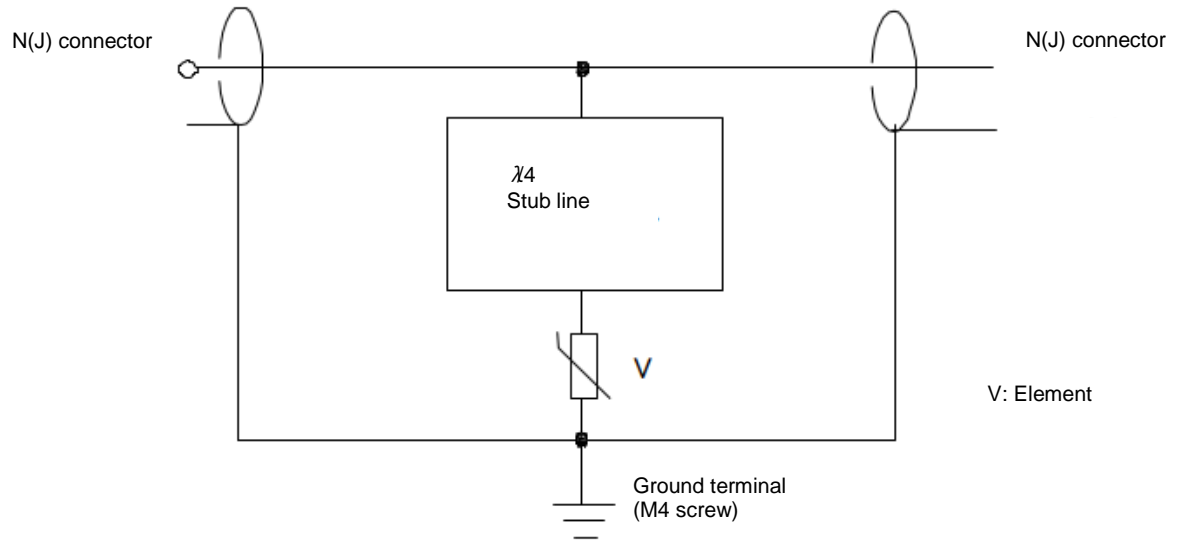 N(J) connector
N(J) connector
λ/4
Stub line
V
V: Element
Ground terminal
(M4 screw)